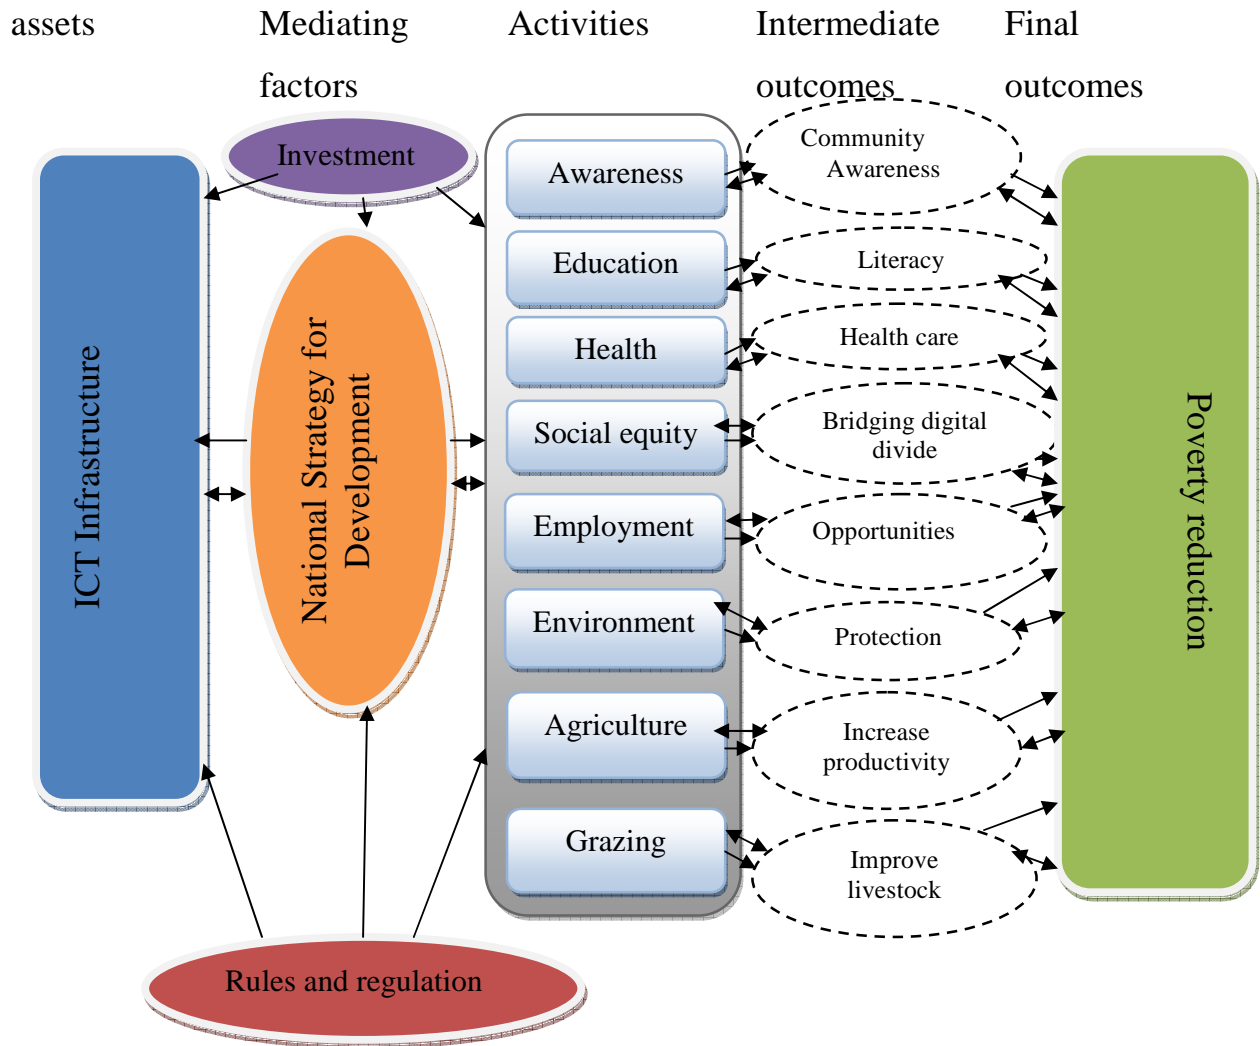 assets
Mediating
factors
Activities
Intermediate
outcomes
Final
outcomes
ICT Infrastructure
Investment
National Strategy for
Development
Rules and regulation
Awareness
Education
Health
Social equity
Employment
Environment
Agriculture
Grazing
Community
Awareness
Literacy
Health care
Bridging digital
divide
Opportunities
Protection
Increase
productivity
Improve
livestock
Poverty reduction